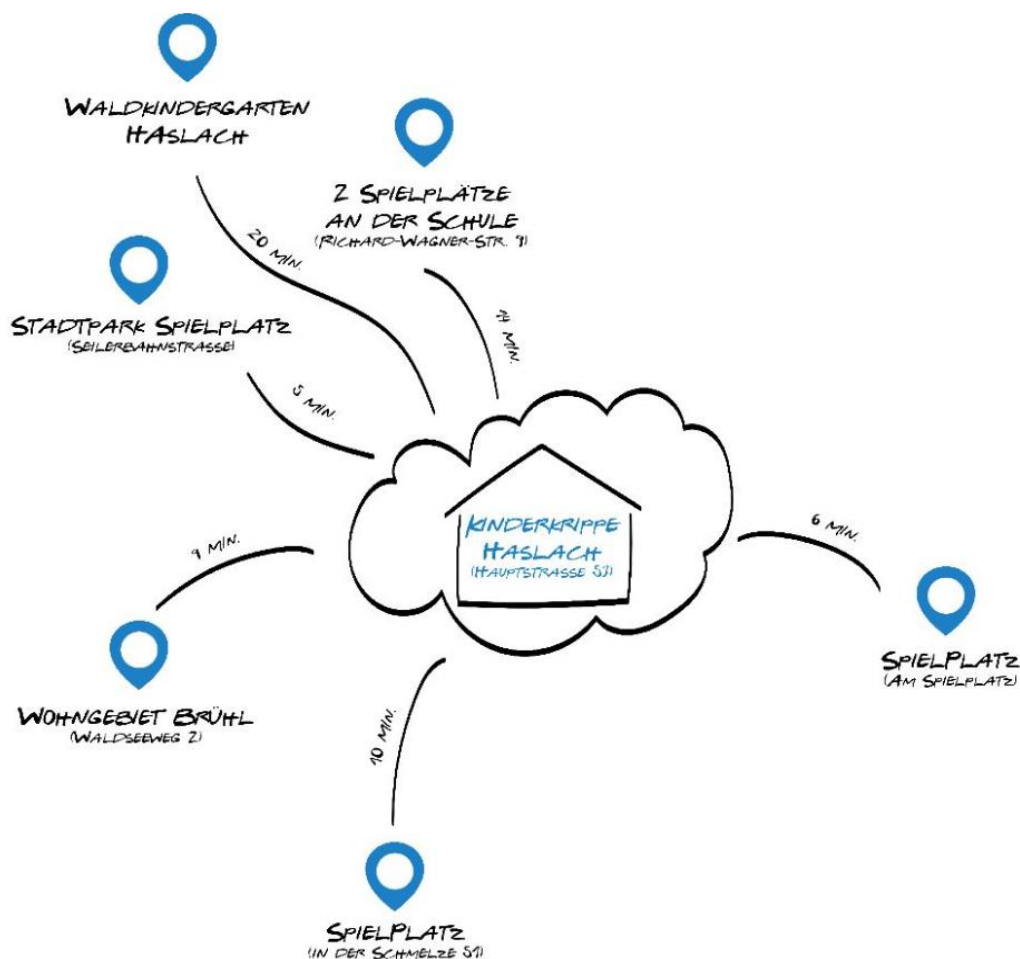 WALDKINDERGARTEN
HASLACH
2 SPIELPLÄTZE
AN DER SCHULE
(RICHARD-WAGNER-STR. 9)
20 MIN.
STADTPARK SPIELPLATZ
(SEILERBAHNSTRASSE)
14 MIN.
5 MIN.
KINDERKRIPPE
HASLACH
(HAUPTSTRASSE 53)
6 MIN.
9 MIN.
SPIELPLATZ
(AM SPIELPLATZ)
WOHNGEBIET BRÜHL
(WALDSEEWEG 2)
10 MIN.
SPIELPLATZ
(IN DER SCHMELZE 51)